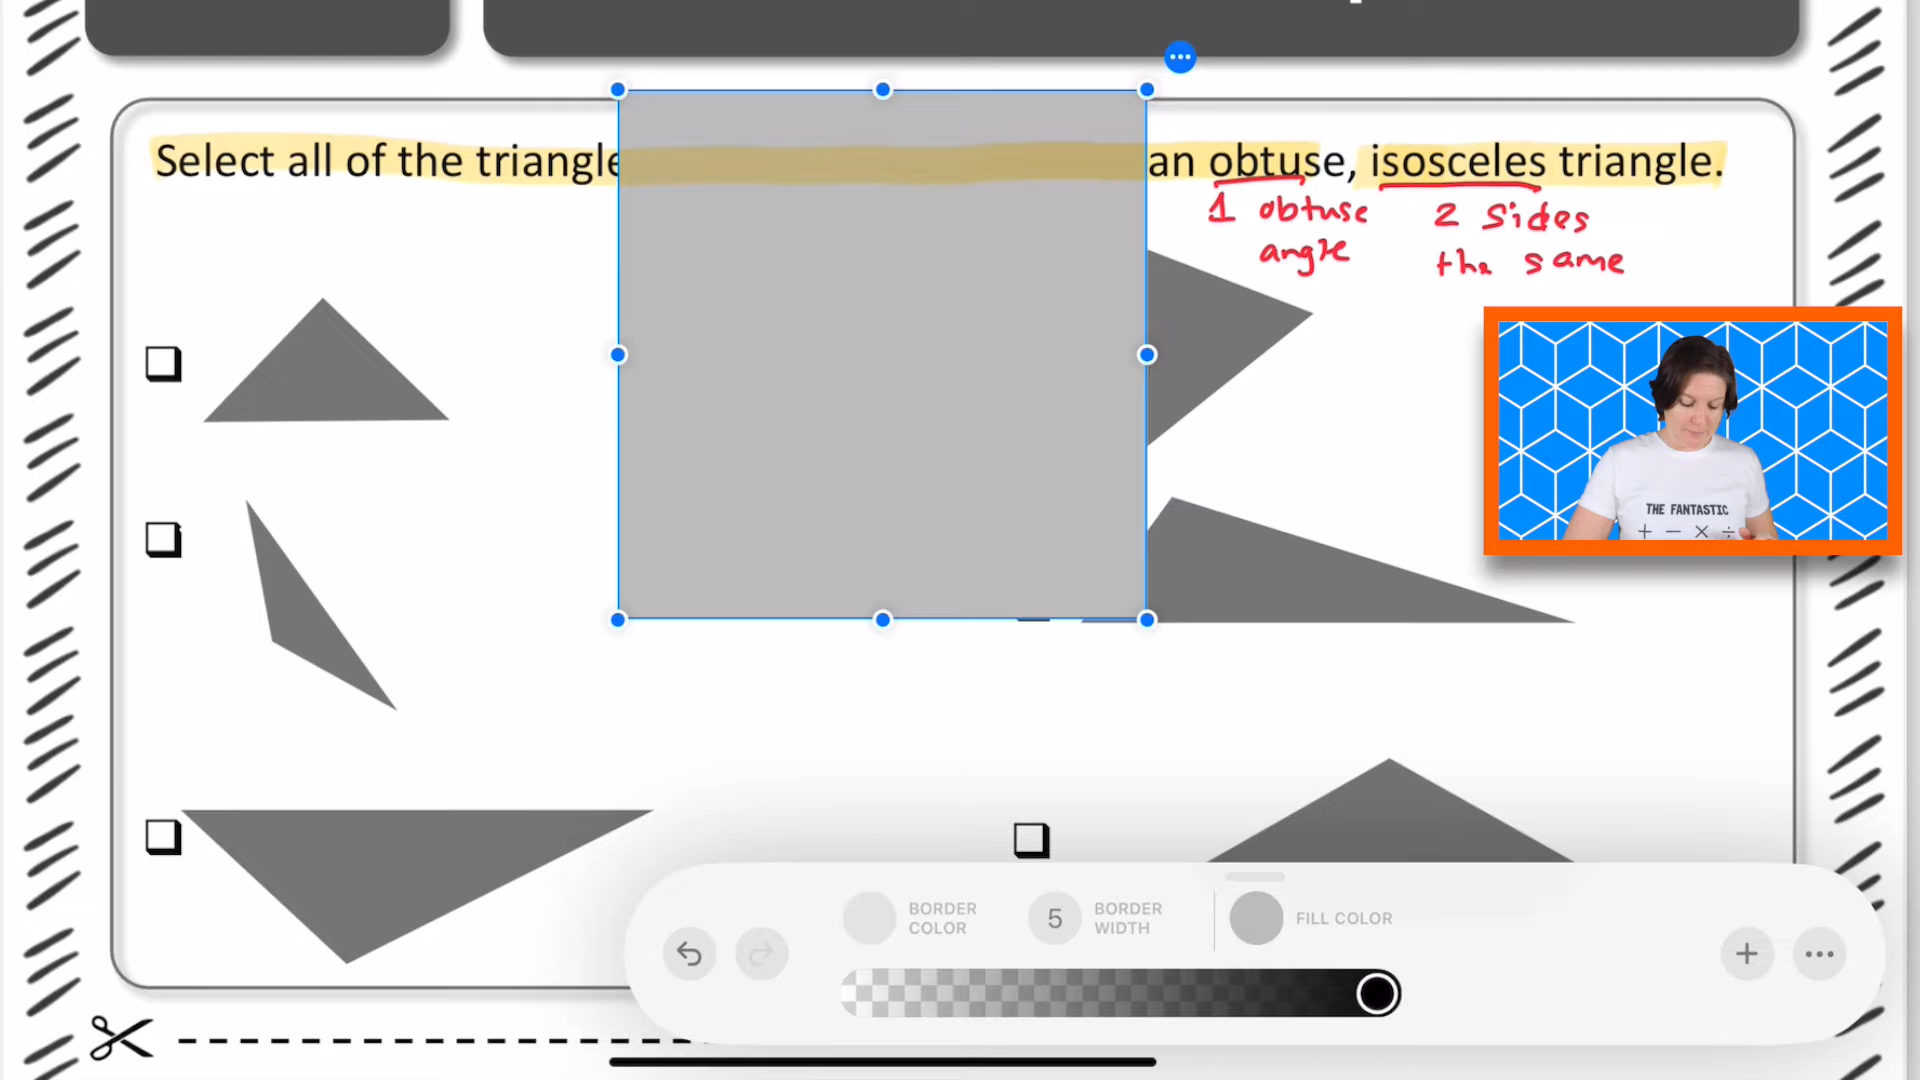 Select all of the triangle an obtuse, isosceles triangle.
1 obtuse
angle
2 sides
the same
THE FANTASTIC
+ − × ÷
BORDER
COLOR
5
BORDER
WIDTH
FILL COLOR